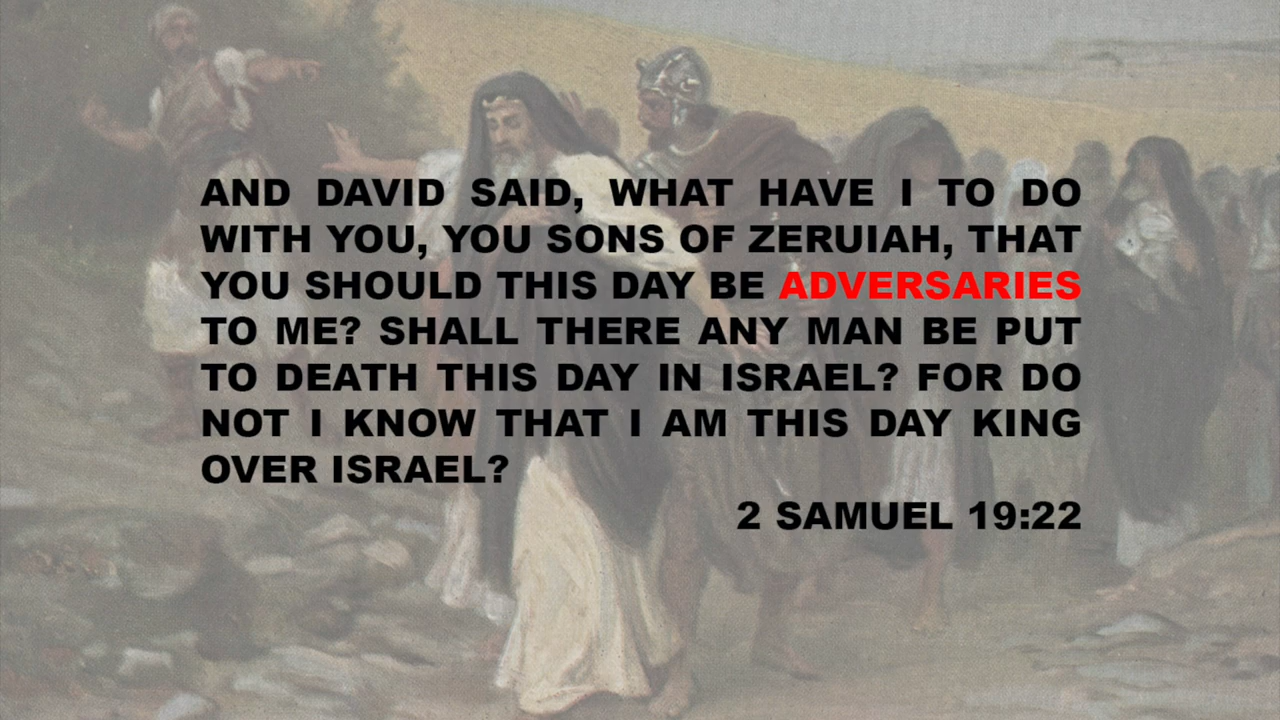 AND DAVID SAID, WHAT HAVE I TO DO
WITH YOU, YOU SONS OF ZERUIAH, THAT
YOU SHOULD THIS DAY BE ADVERSARIES
TO ME? SHALL THERE ANY MAN BE PUT
TO DEATH THIS DAY IN ISRAEL? FOR DO
NOT I KNOW THAT I AM THIS DAY KING
OVER ISRAEL?
2 SAMUEL 19:22